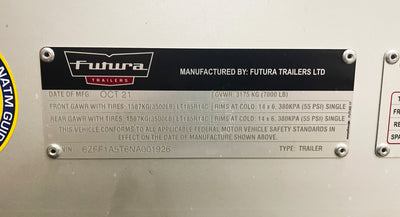 Futura
TRAILERS
MANUFACTURED BY: FUTURA TRAILERS LTD
DATE OF MFG OCT 21 GVWR: 3175 KG (7000 LB)
FRONT GAWR WITH TIRES: 1587KG(3500LB) LT185R14C RIMS AT COLD: 14 x 6, 380KPA (55 PSI) SINGLE
REAR GAWR WITH TIRES: 1587KG(3500LB) LT185R14C RIMS AT COLD: 14 x 6, 380KPA (55 PSI) SINGLE
THIS VEHICLE CONFORMS TO ALL APPLICABLE FEDERAL MOTOR VEHICLE SAFETY STANDARDS IN
EFFECT ON THE DATE OF MANUFACTURE SHOWN ABOVE.
VIN 6ZFF1A5T6NA001926 TYPE: TRAILER
NATM GUID